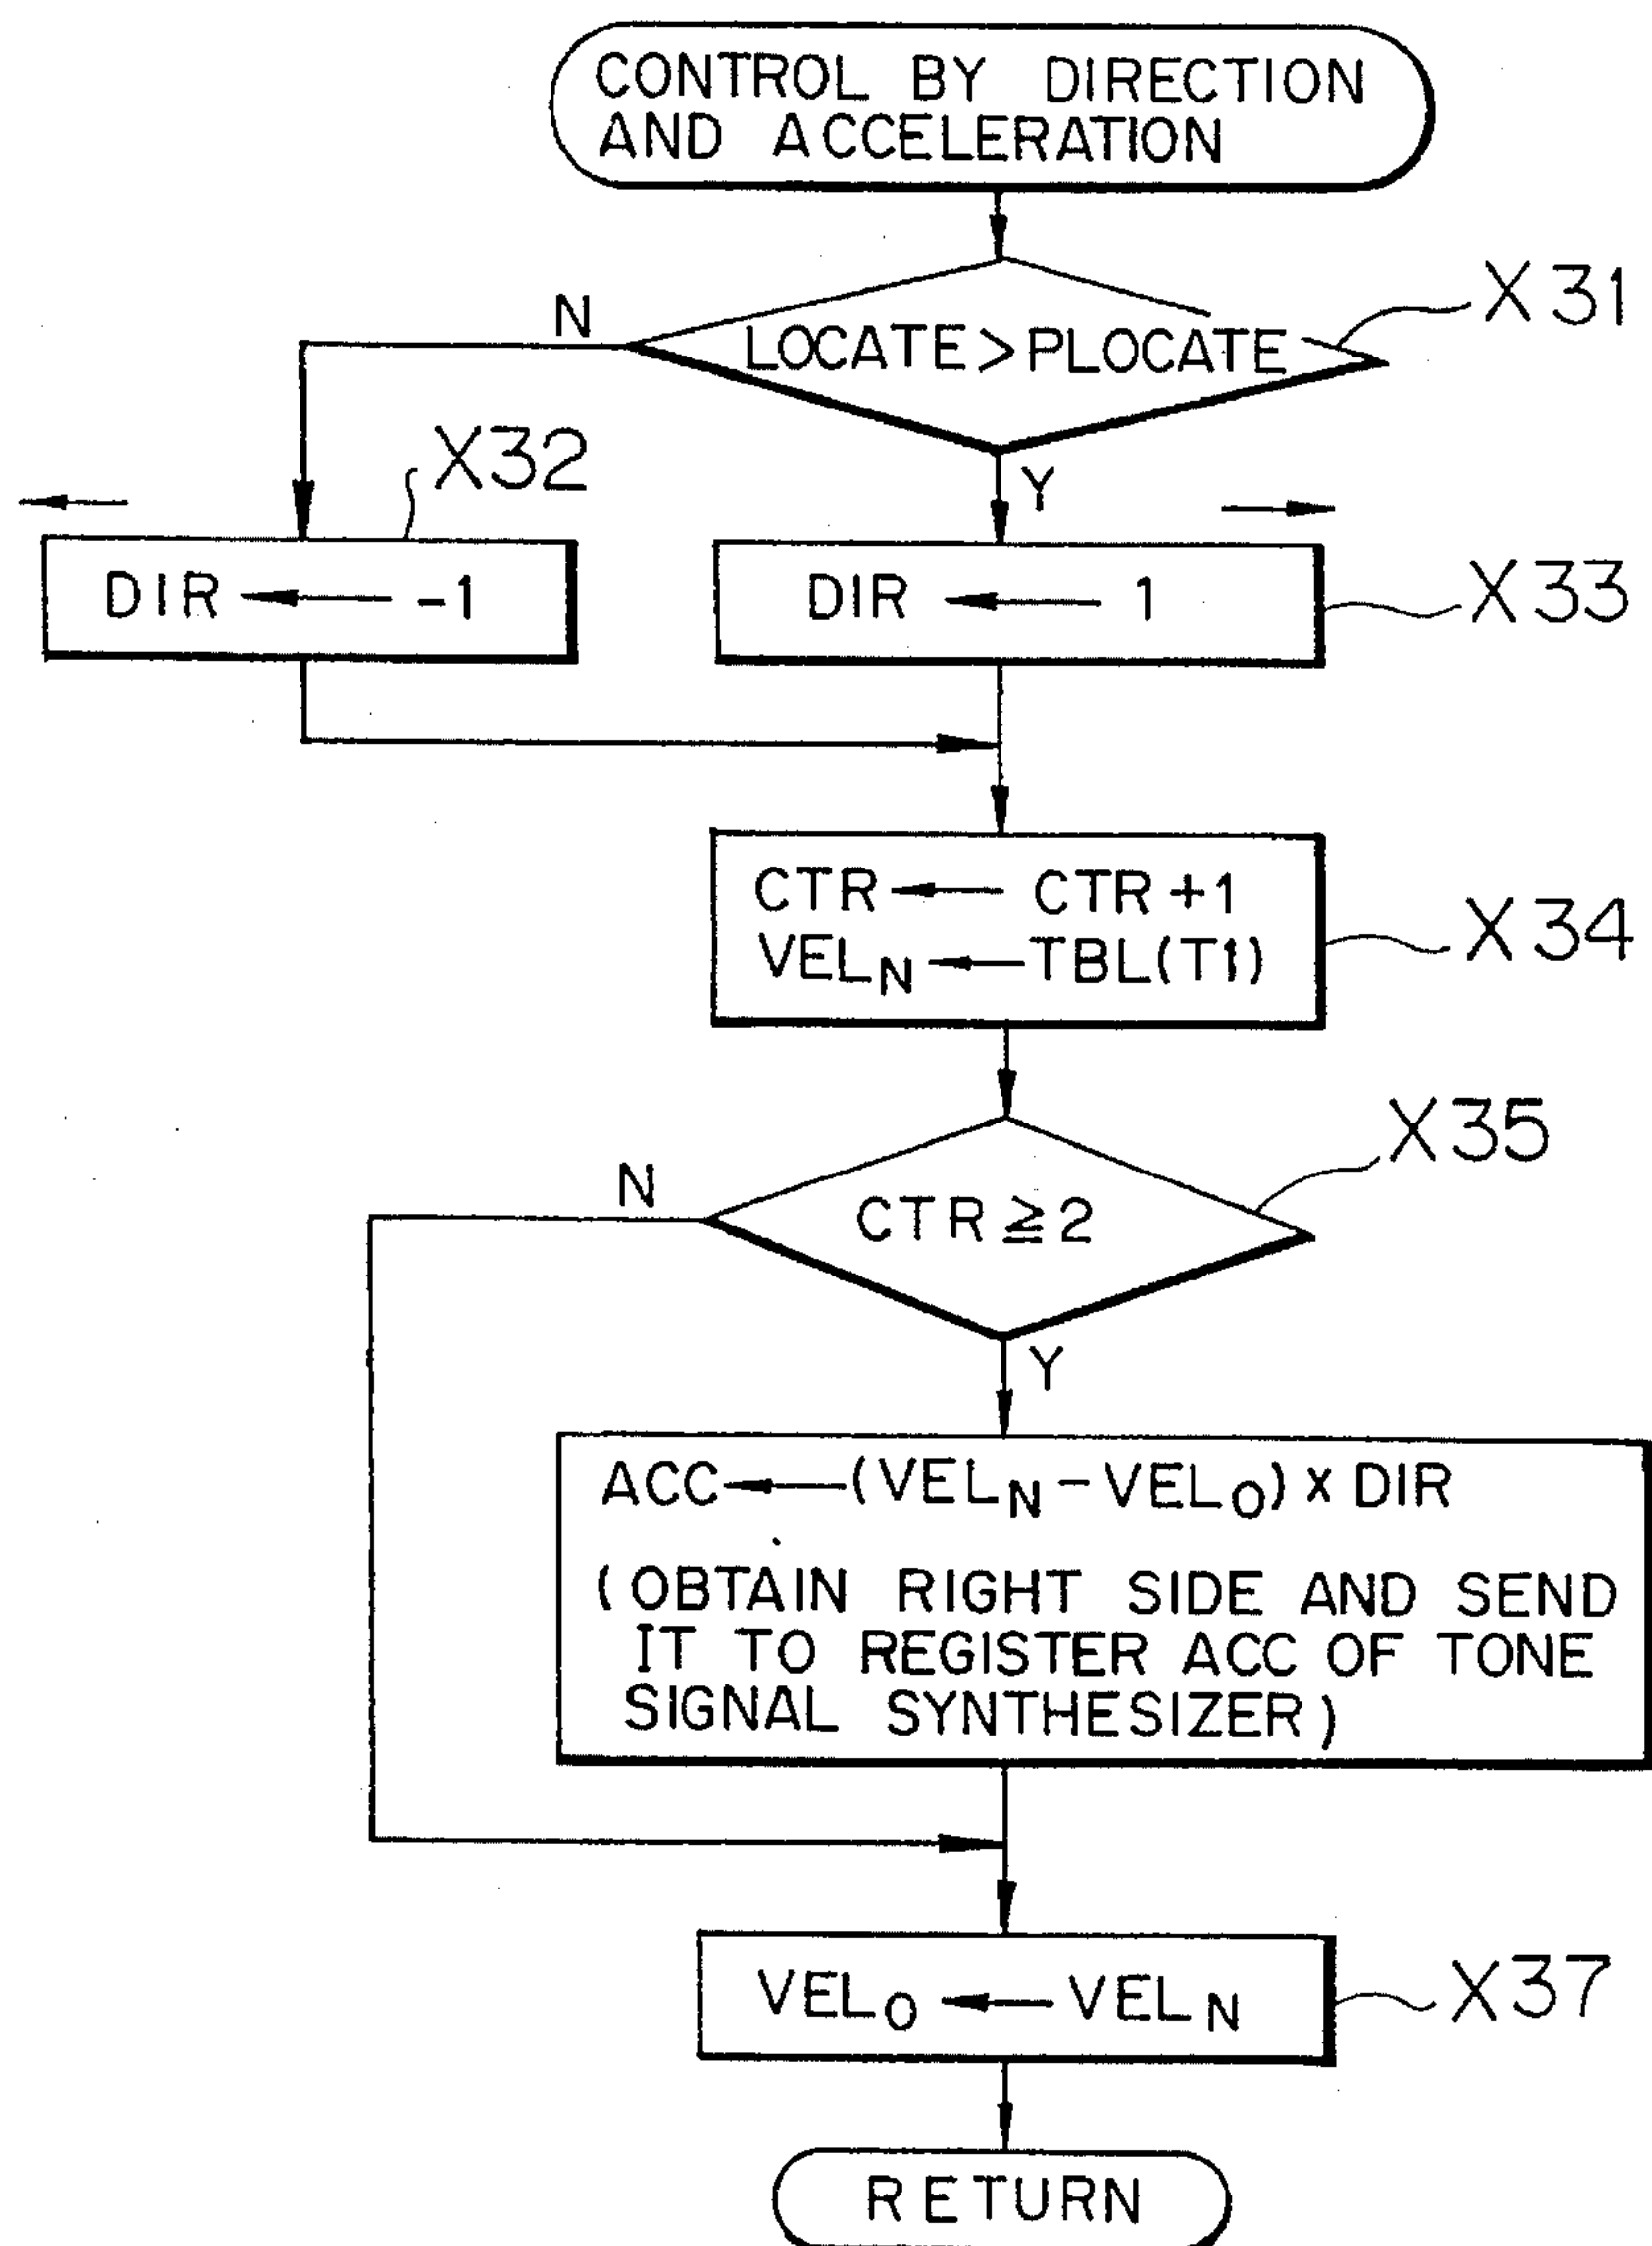 CONTROL BY DIRECTION
AND ACCELERATION
N
LOCATE>PLOCATE
X31
X32
Y
DIR ← -1
DIR ← 1
X33
CTR ← CTR+1
VELN ← TBL(T1)
X34
X35
N
CTR≧2
Y
ACC ← (VELN - VELO) x DIR
(OBTAIN RIGHT SIDE AND SEND
IT TO REGISTER ACC OF TONE
SIGNAL SYNTHESIZER)
VELO ← VELN
X37
RETURN